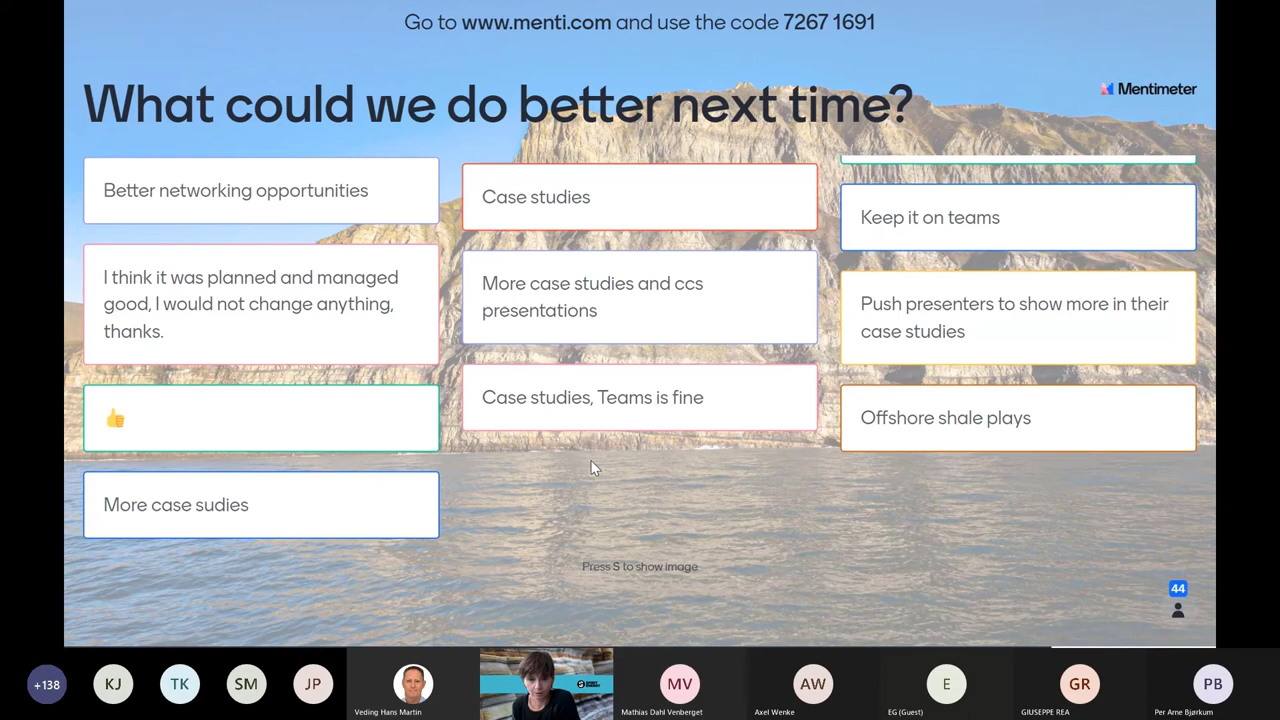 Go to www.menti.com and use the code 7267 1691
What could we do better next time?
Mentimeter
Better networking opportunities
I think it was planned and managed
good, I would not change anything,
thanks.
More case sudies
Case studies
More case studies and ccs
presentations
Case studies, Teams is fine
Keep it on teams
Push presenters to show more in their
case studies
Offshore shale plays
Press S to show image
44
+138
KJ
TK
SM
JP
Veding Hans Martin
MV
Mathias Dahl Venberget
AW
Axel Wenke
E
EG (Guest)
GR
GIUSEPPE REA
PB
Per Arne Bjørkum